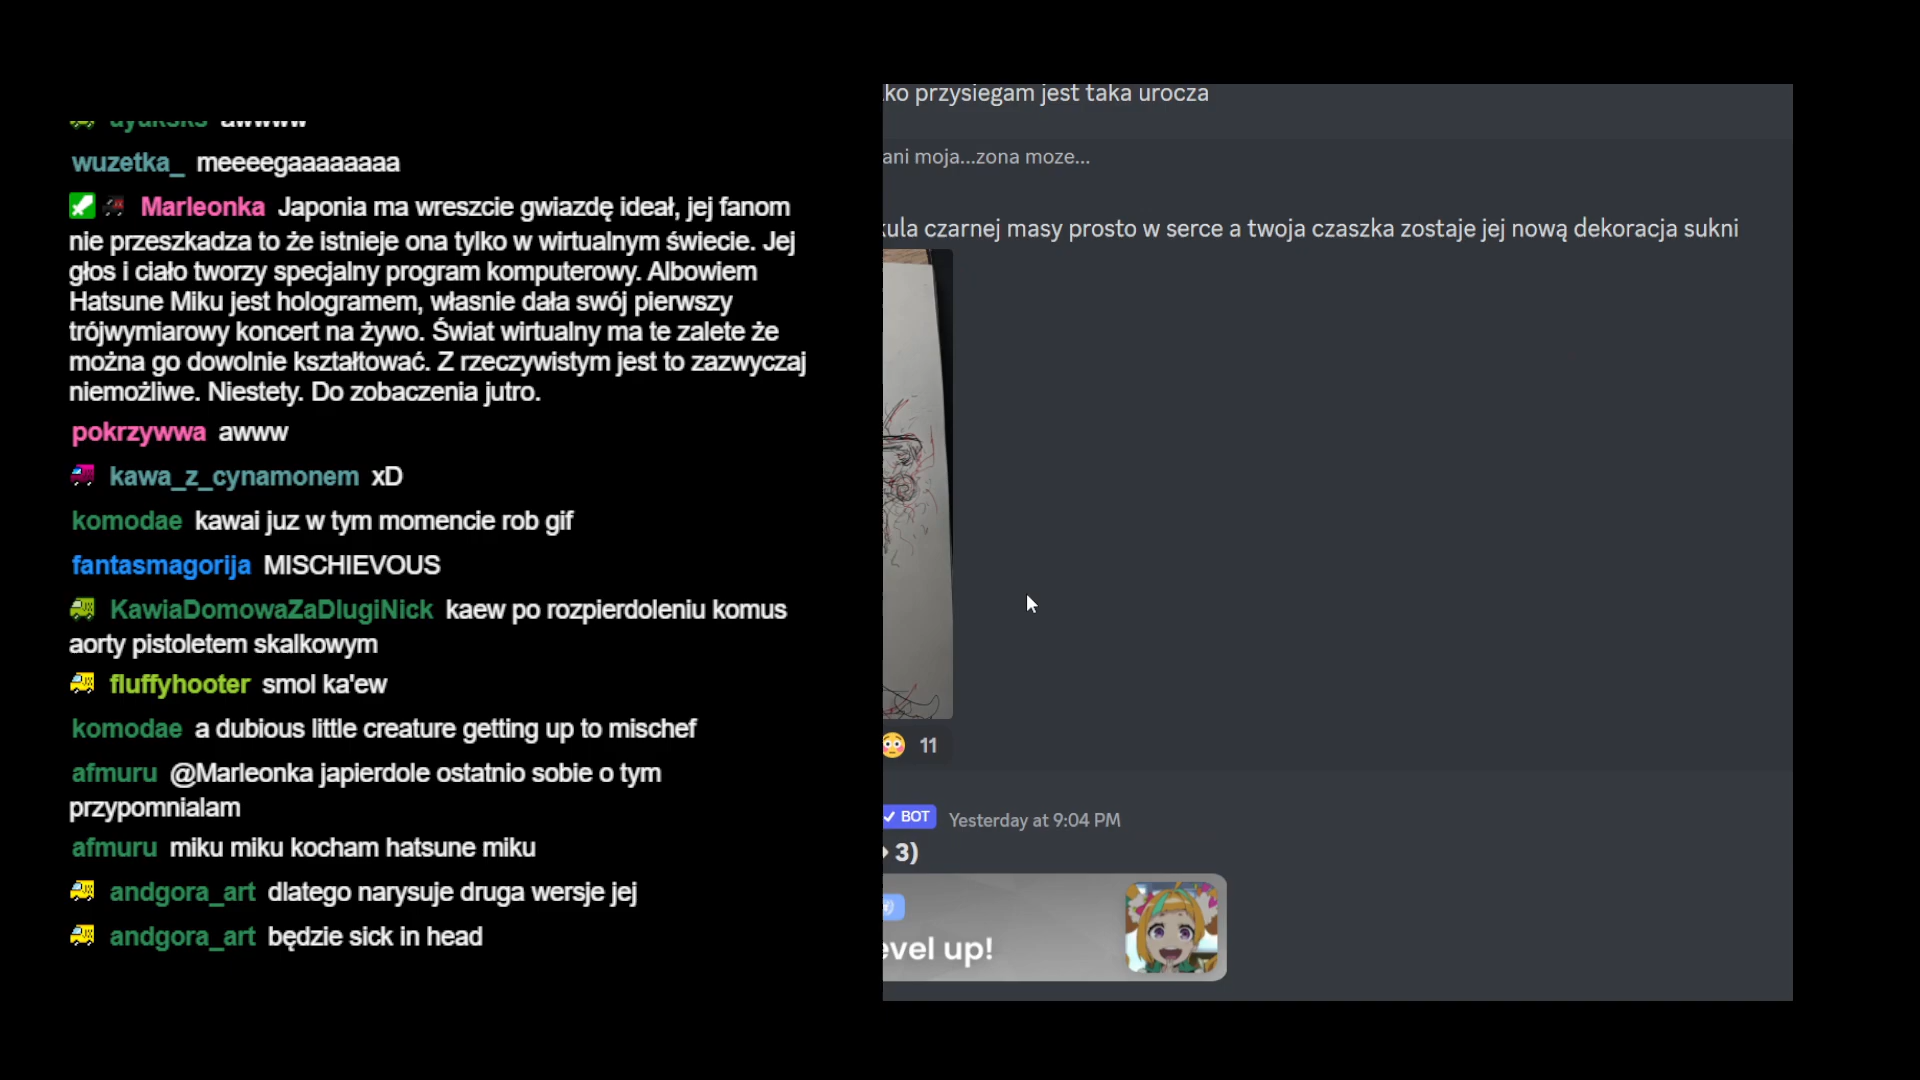 ayaksks awwww
wuzetka_ meeeegaaaaaaaa
Marleonka Japonia ma wreszcie gwiazdę ideał, jej fanom
nie przeszkadza to że istnieje ona tylko w wirtualnym świecie. Jej
głos i ciało tworzy specjalny program komputerowy. Albowiem
Hatsune Miku jest hologramem, własnie dała swój pierwszy
trójwymiarowy koncert na żywo. Świat wirtualny ma te zalete że
można go dowolnie kształtować. Z rzeczywistym jest to zazwyczaj
niemożliwe. Niestety. Do zobaczenia jutro.
pokrzywwa awww
kawa_z_cynamonem xD
komodae kawai juz w tym momencie rob gif
fantasmagorija MISCHIEVOUS
KawiaDomowaZaDlugiNick kaew po rozpierdoleniu komus
aorty pistoletem skalkowym
fluffyhooter smol ka'ew
komodae a dubious little creature getting up to mischef
afmuru @Marleonka japierdole ostatnio sobie o tym
przypomnialam
afmuru miku miku kocham hatsune miku
andgora_art dlatego narysuje druga wersje jej
andgora_art będzie sick in head
ko przysiegam jest taka urocza
ani moja...zona moze...
kula czarnej masy prosto w serce a twoja czaszka zostaje jej nową dekoracja sukni
11
BOT Yesterday at 9:04 PM
3)
evel up!